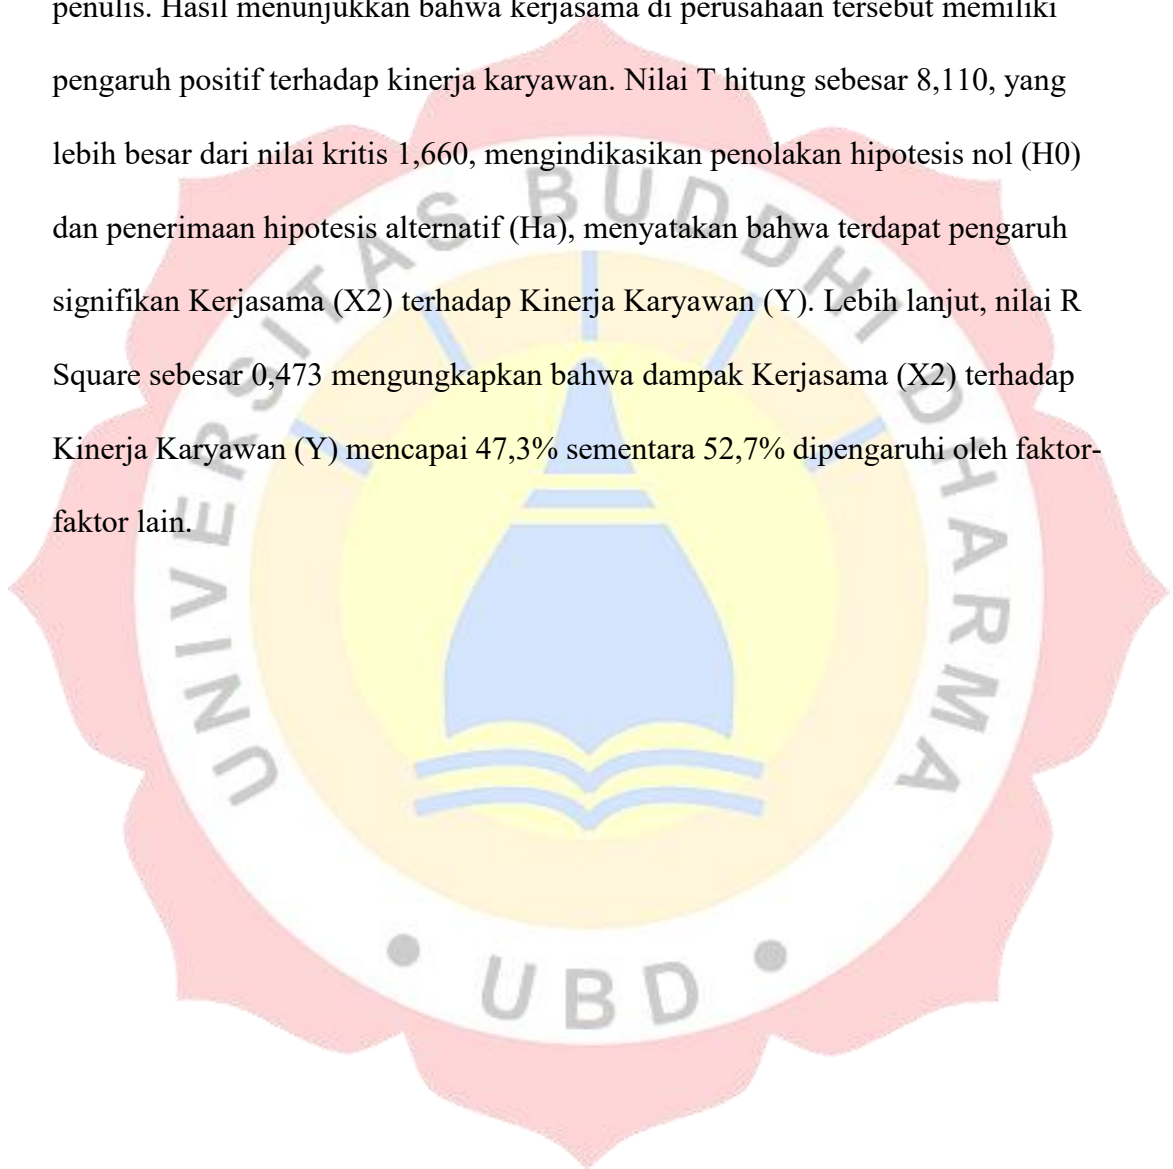 penulis. Hasil menunjukkan bahwa kerjasama di perusahaan tersebut memiliki
pengaruh positif terhadap kinerja karyawan. Nilai T hitung sebesar 8,110, yang
lebih besar dari nilai kritis 1,660, mengindikasikan penolakan hipotesis nol (H0)
dan penerimaan hipotesis alternatif (Ha), menyatakan bahwa terdapat pengaruh
signifikan Kerjasama (X2) terhadap Kinerja Karyawan (Y). Lebih lanjut, nilai R
Square sebesar 0,473 mengungkapkan bahwa dampak Kerjasama (X2) terhadap
Kinerja Karyawan (Y) mencapai 47,3% sementara 52,7% dipengaruhi oleh faktor-
faktor lain.
UNIVERSITAS BUDDHI DHARMA
• UBD •